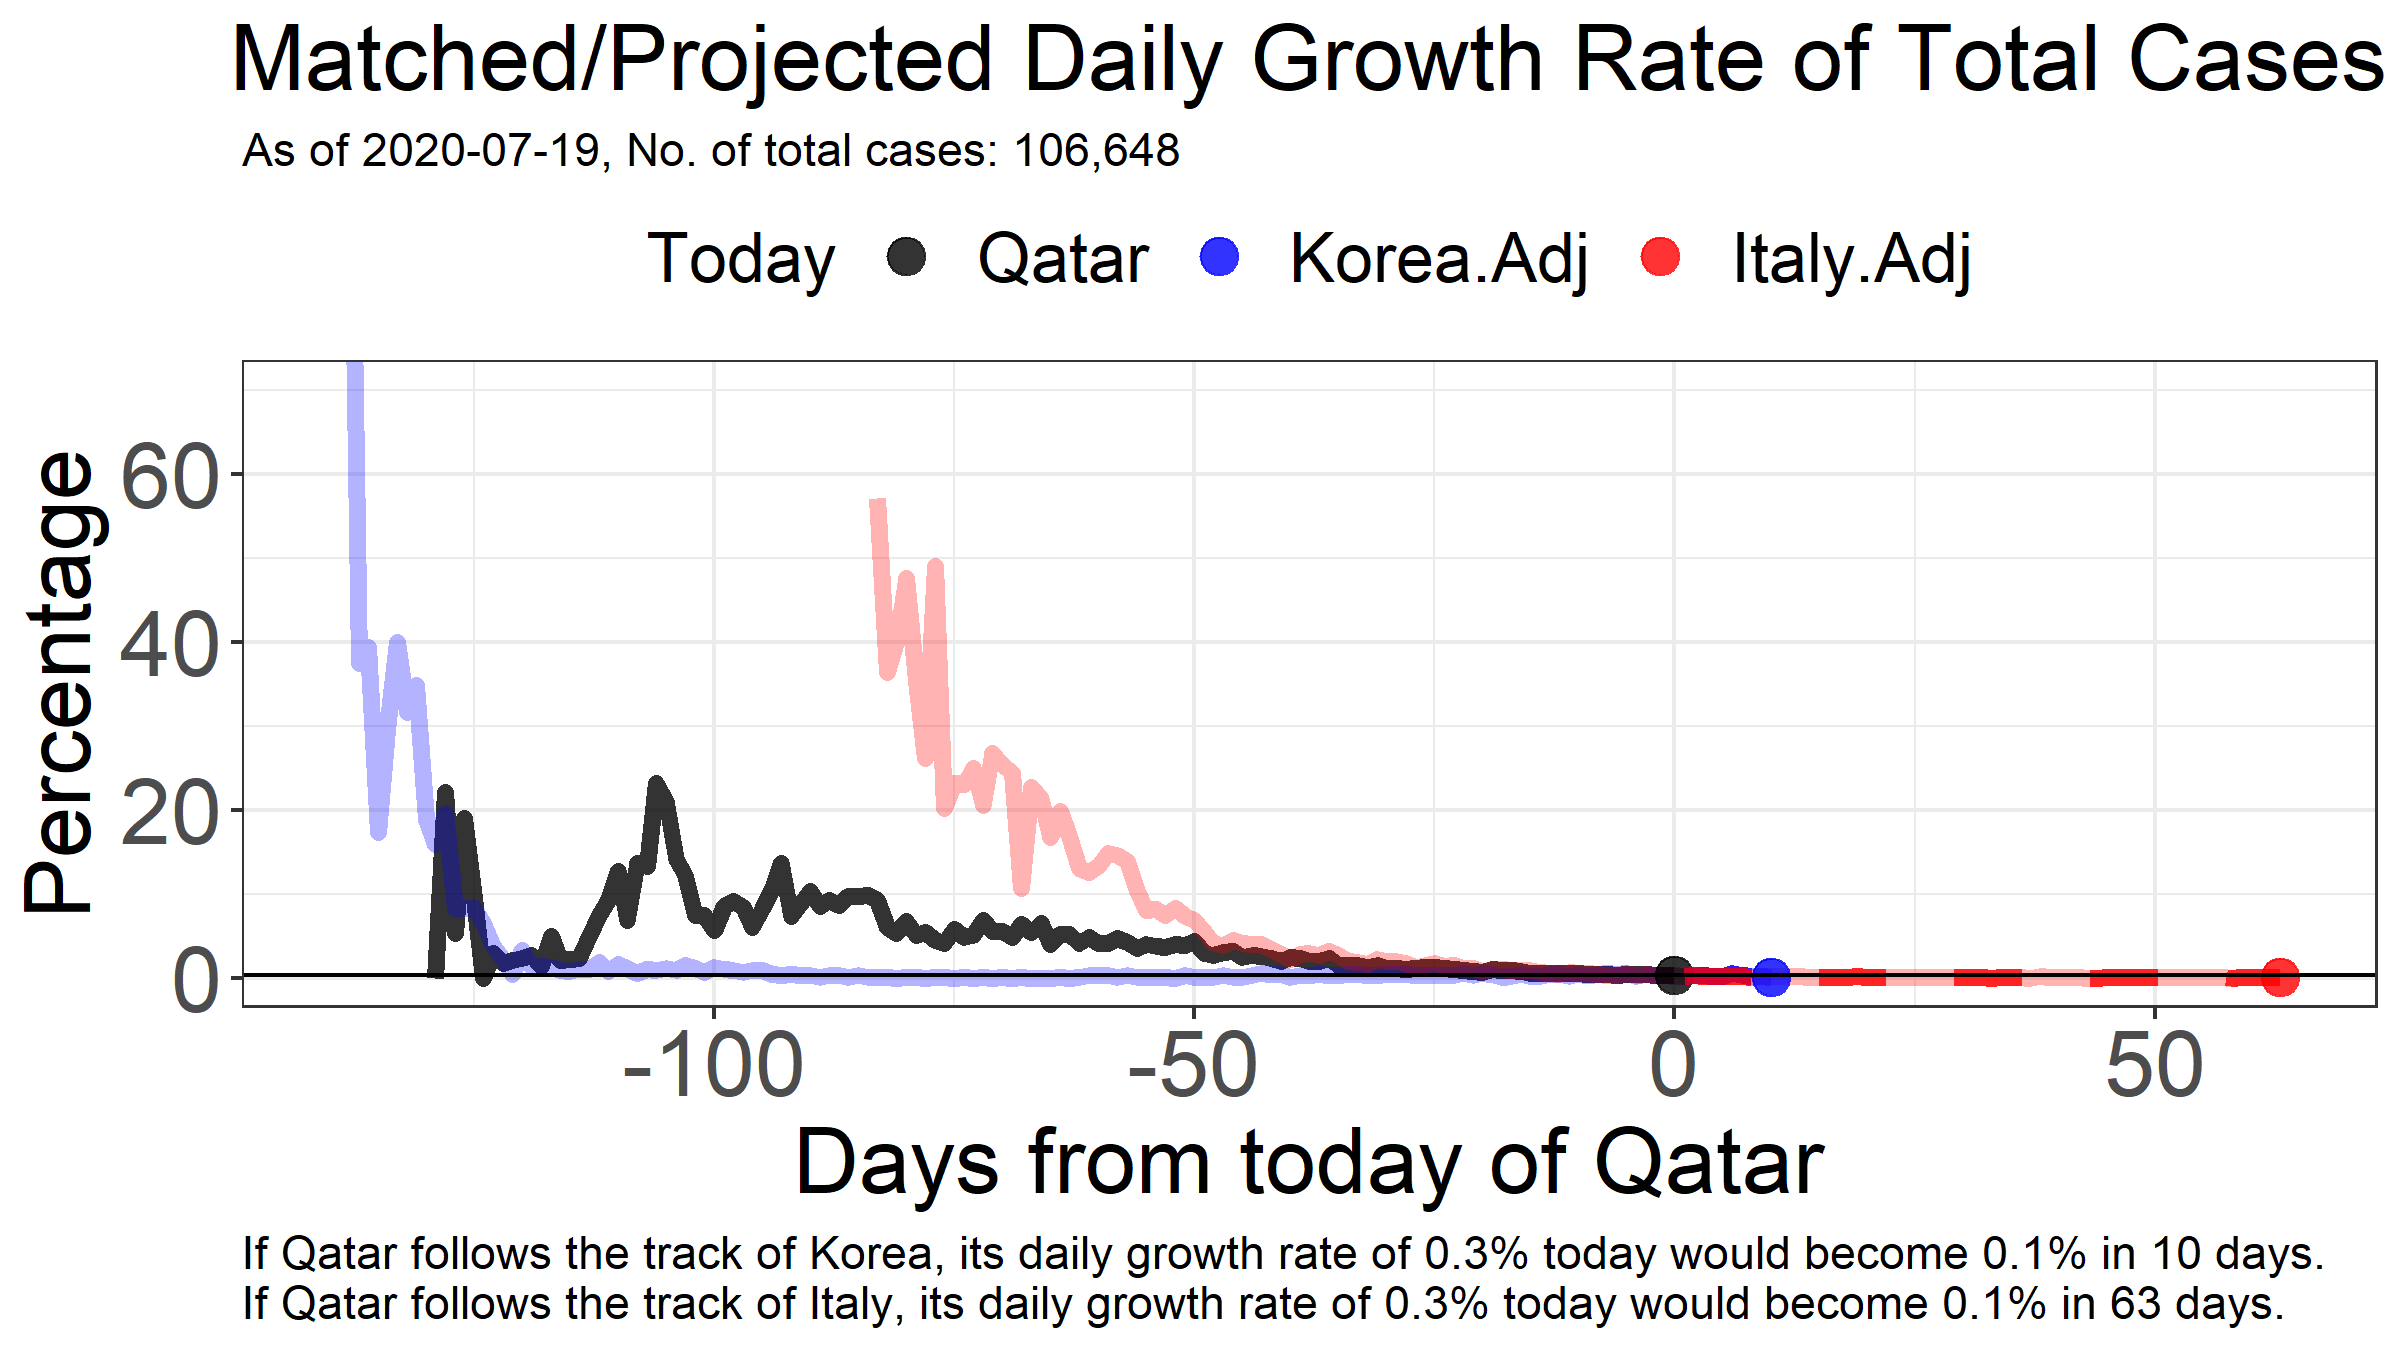 Matched/Projected Daily Growth Rate of Total Cases
As of 2020-07-19, No. of total cases: 106,648
Today Qatar Korea.Adj Italy.Adj
Percentage
60
40
20
0
-100 -50 0 50
Days from today of Qatar
If Qatar follows the track of Korea, its daily growth rate of 0.3% today would become 0.1% in 10 days.
If Qatar follows the track of Italy, its daily growth rate of 0.3% today would become 0.1% in 63 days.